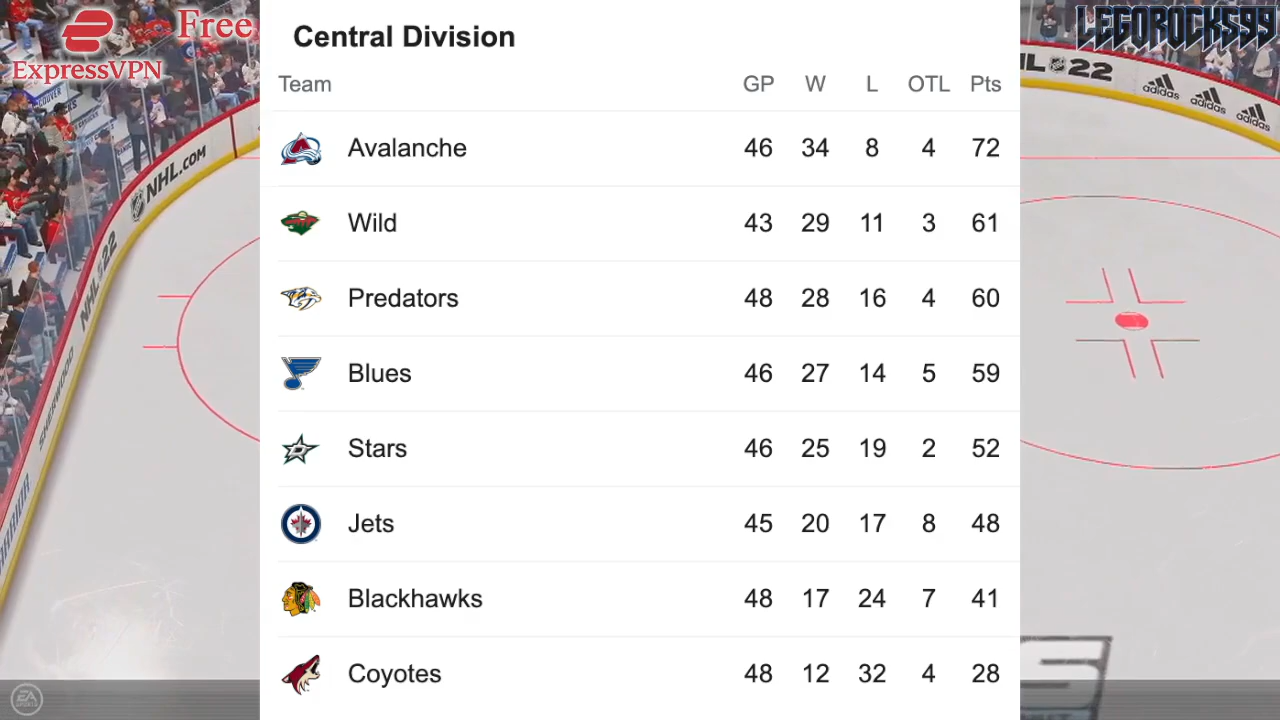 Free
ExpressVPN
LEGOROCKS99
Central Division
Team GP W L OTL Pts
Avalanche 46 34 8 4 72
Wild 43 29 11 3 61
Predators 48 28 16 4 60
Blues 46 27 14 5 59
Stars 46 25 19 2 52
Jets 45 20 17 8 48
Blackhawks 48 17 24 7 41
Coyotes 48 12 32 4 28
NHL.COM
NHL 22
SHERWOOD
L 22
adidas
adidas
adidas
EA
SPORTS